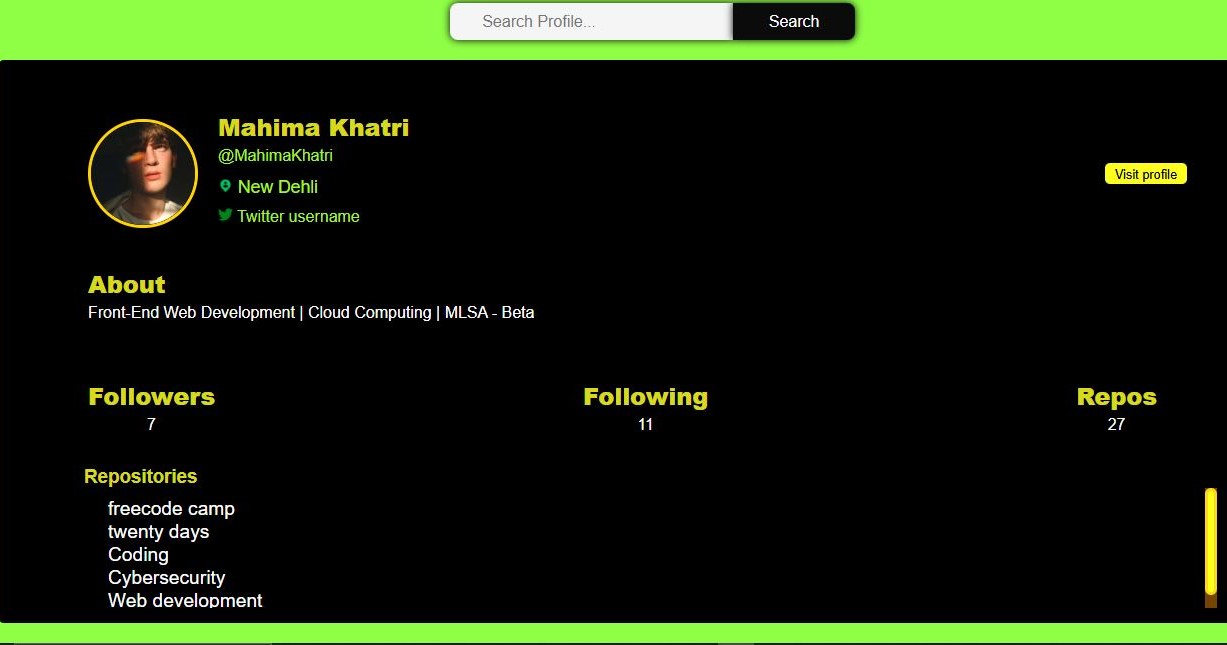 Search Profile...
Search
Mahima Khatri
@MahimaKhatri
New Dehli
Twitter username
Visit profile
About
Front-End Web Development | Cloud Computing | MLSA - Beta
Followers
Following
Repos
7
11
27
Repositories
freecode camp
twenty days
Coding
Cybersecurity
Web development